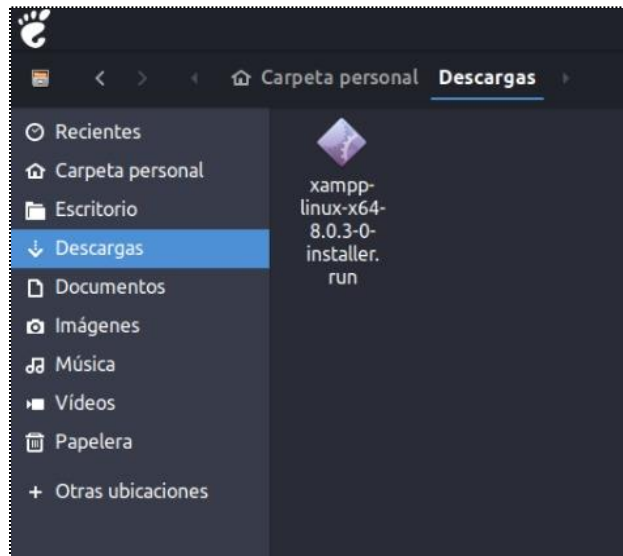 Carpeta personal Descargas
Recientes
Carpeta personal
Escritorio
Descargas
Documentos
Imágenes
Música
Vídeos
Papelera
+ Otras ubicaciones
xampp-
linux-x64-
8.0.3-0-
installer.
run